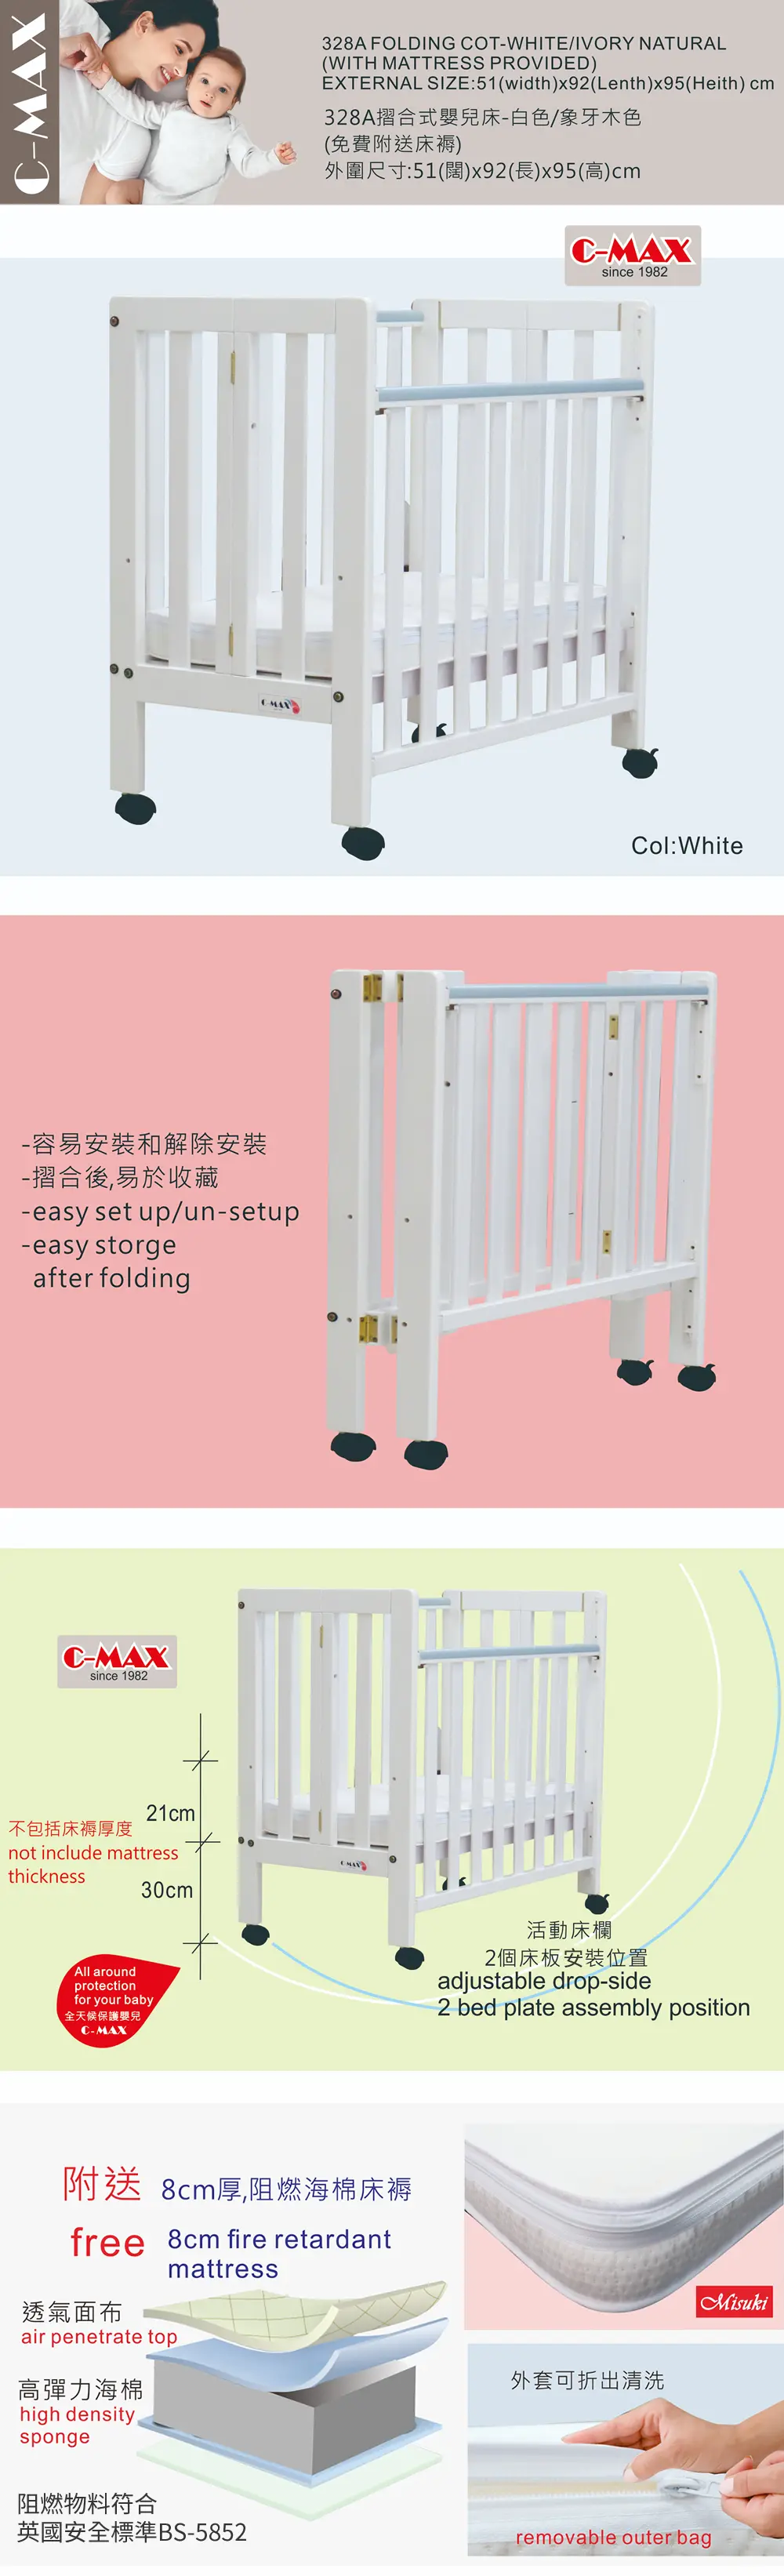 C-MAX
328A FOLDING COT-WHITE/IVORY NATURAL
(WITH MATTRESS PROVIDED)
EXTERNAL SIZE:51(width)x92(Lenth)x95(Heith) cm
328A摺合式嬰兒床-白色/象牙木色
(免費附送床褥)
外圍尺寸:51(闊)x92(長)x95(高)cm
C-MAX
since 1982
C-MAX
Col:White
-容易安裝和解除安裝
-摺合後,易於收藏
-easy set up/un-setup
-easy storge
after folding
C-MAX
since 1982
21cm
不包括床褥厚度
not include mattress
thickness
30cm
C-MAX
活動床欄
2個床板安裝位置
adjustable drop-side
2 bed plate assembly position
All around
protection
for your baby
全天候保護嬰兒
C-MAX
附送 8cm厚,阻燃海棉床褥
free 8cm fire retardant
mattress
透氣面布
air penetrate top
高彈力海棉
high density
sponge
阻燃物料符合
英國安全標準BS-5852
Misuki
外套可折出清洗
removable outer bag